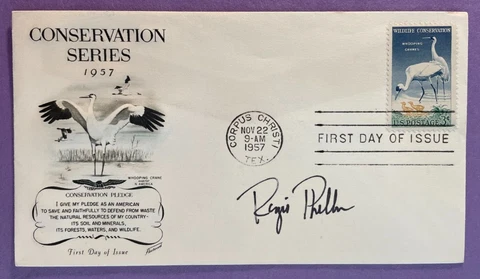 CONSERVATION
SERIES
1957
WHOOPING CRANE
CONSERVATION PLEDGE
I GIVE MY PLEDGE AS AN AMERICAN
TO SAVE AND FAITHFULLY TO DEFEND FROM WASTE
THE NATURAL RESOURCES OF MY COUNTRY-
ITS SOIL AND MINERALS,
ITS FORESTS, WATERS, AND WILDLIFE.
First Day of Issue
CORPUS CHRISTI
NOV 22
9-AM
1957
TEX.
WILDLIFE CONSERVATION
WHOOPING
CRANES
U.S. POSTAGE 3¢
FIRST DAY OF ISSUE
Regis Philbin